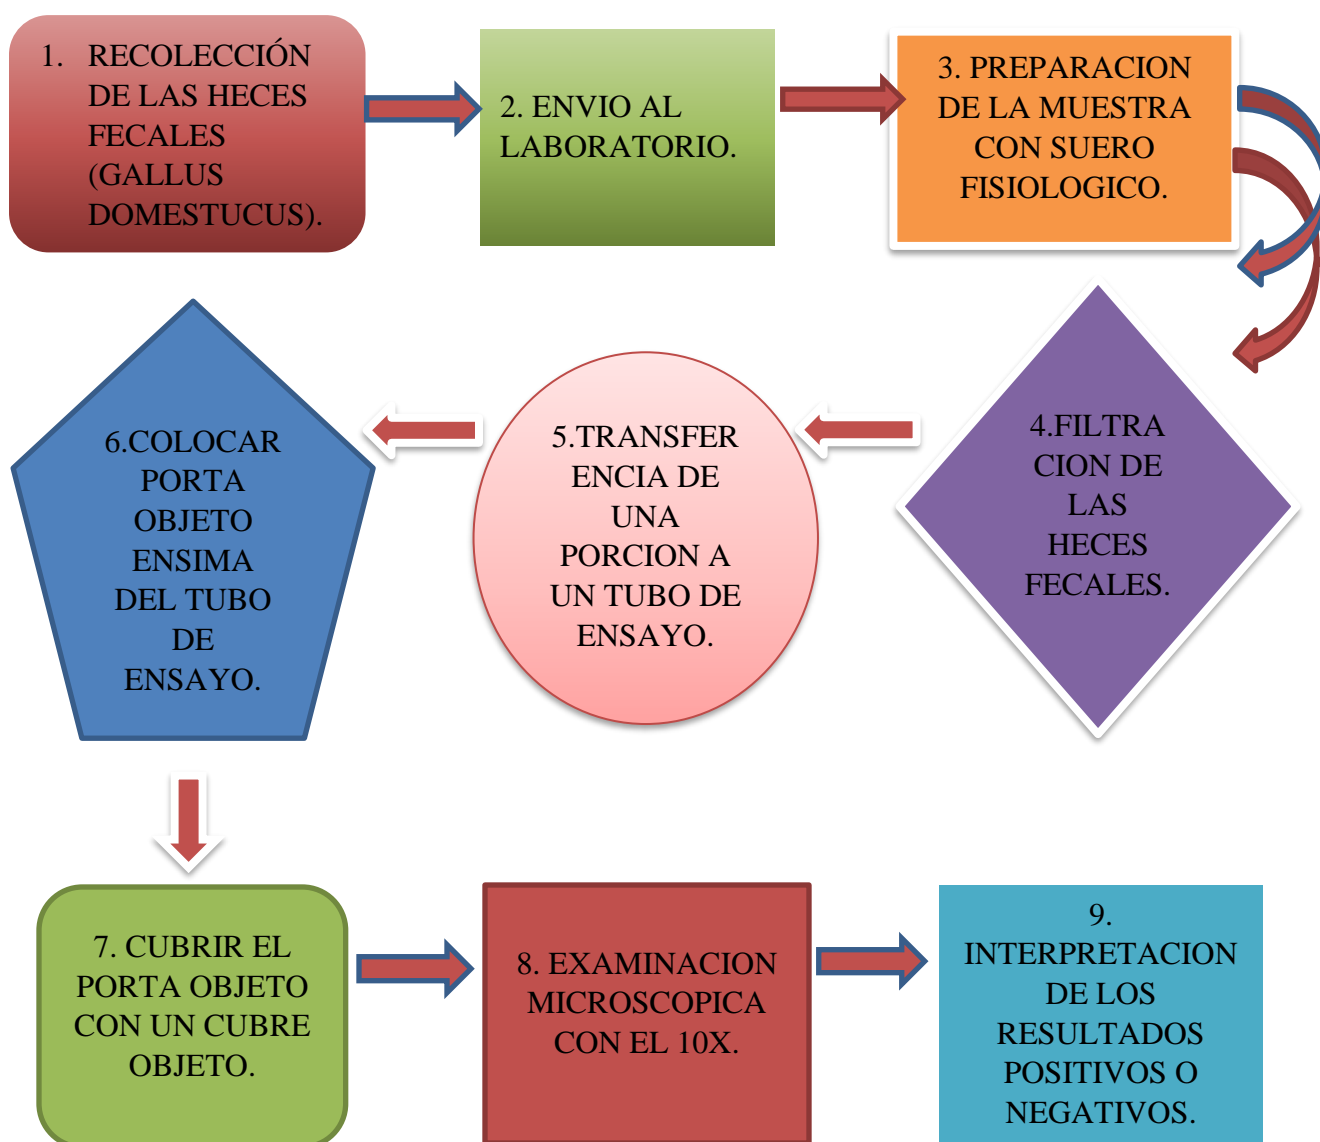 1. RECOLECCIÓN
DE LAS HECES
FECALES
(GALLUS
DOMESTUCUS).
2. ENVIO AL
LABORATORIO.
3. PREPARACION
DE LA MUESTRA
CON SUERO
FISIOLOGICO.
4.FILTRA
CION DE
LAS
HECES
FECALES.
5.TRANSFER
ENCIA DE
UNA
PORCION A
UN TUBO DE
ENSAYO.
6.COLOCAR
PORTA
OBJETO
ENSIMA
DEL TUBO
DE
ENSAYO.
7. CUBRIR EL
PORTA OBJETO
CON UN CUBRE
OBJETO.
8. EXAMINACION
MICROSCOPICA
CON EL 10X.
9.
INTERPRETACION
DE LOS
RESULTADOS
POSITIVOS O
NEGATIVOS.